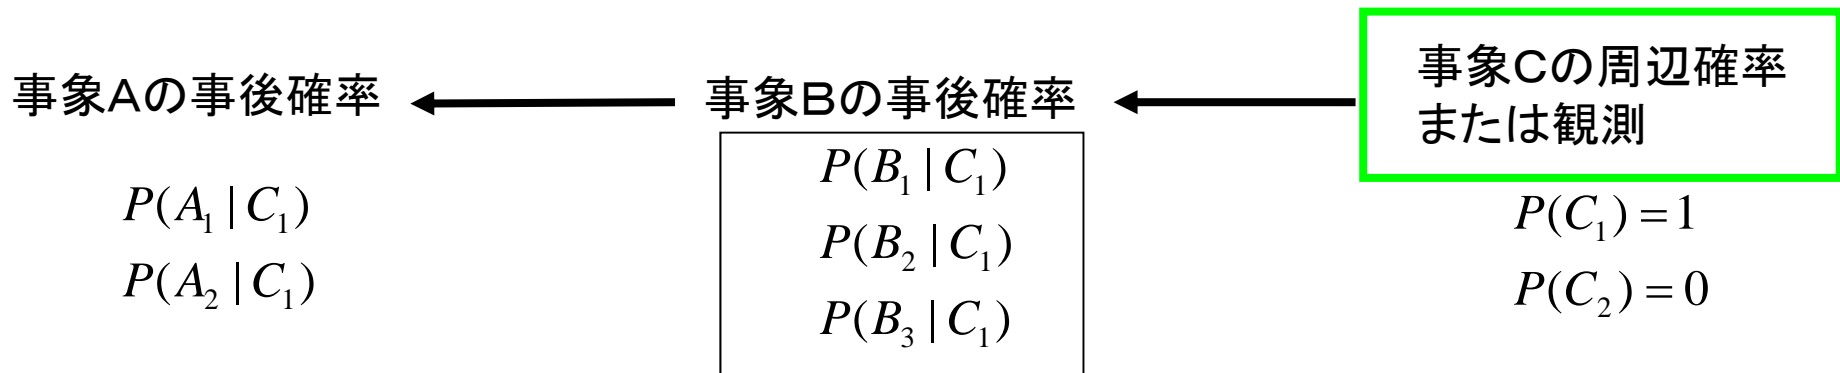 事象Aの事後確率
P(A₁ | C₁)
P(A₂ | C₁)
事象Bの事後確率
P(B₁ | C₁)
P(B₂ | C₁)
P(B₃ | C₁)
事象Cの周辺確率
または観測
P(C₁) = 1
P(C₂) = 0